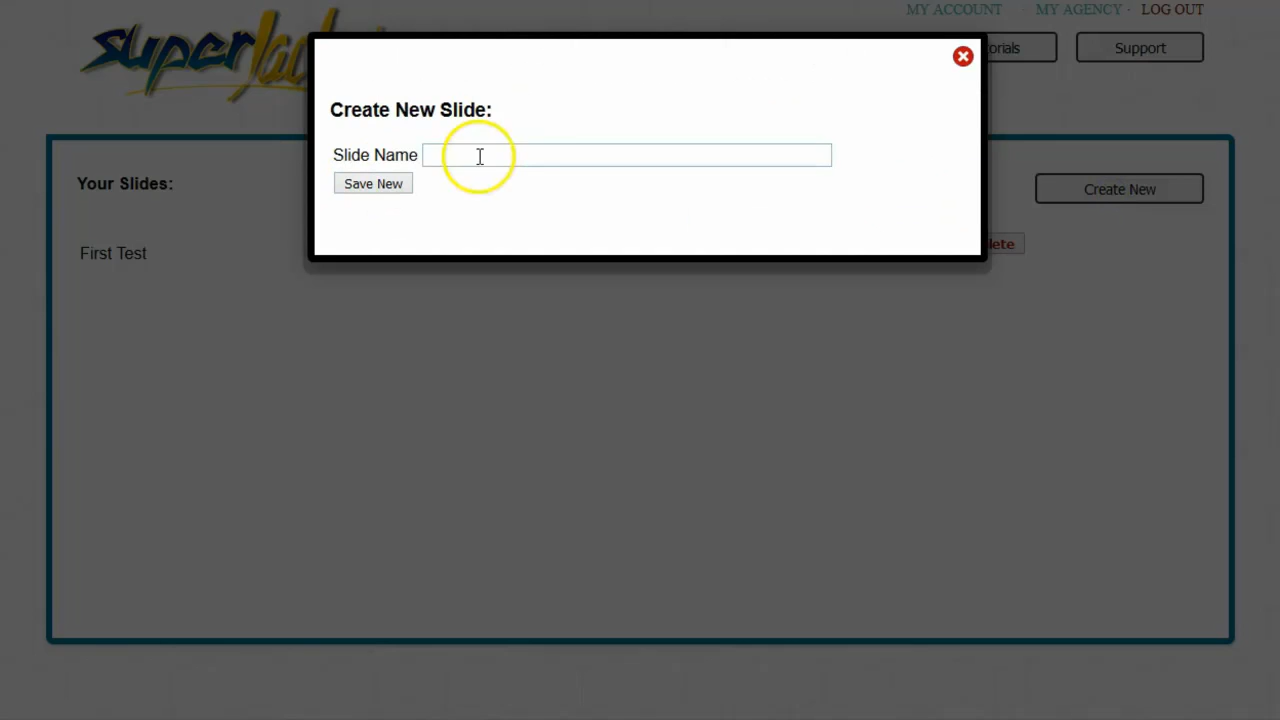 MY ACCOUNT · MY AGENCY · LOG OUT
Support
Create New Slide:
Slide Name
Save New
Your Slides:
Create New
First Test